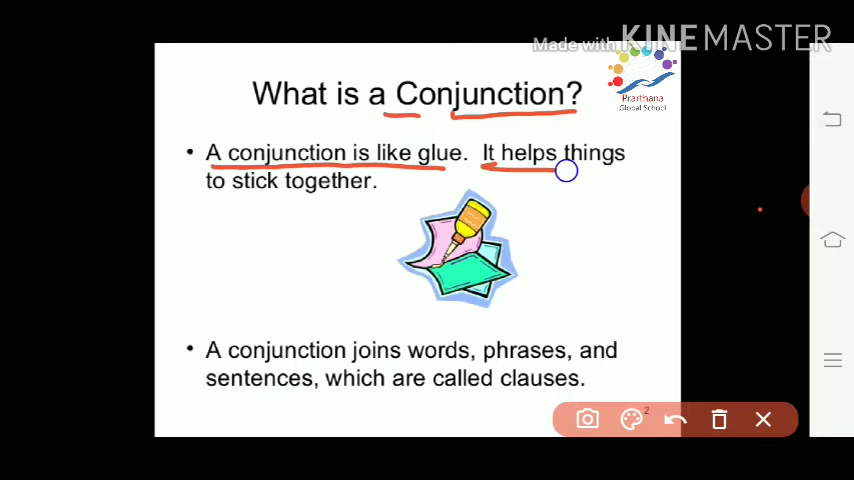 Made with KINEMASTER
What is a Conjunction?
Prarthana
Global School
• A conjunction is like glue. It helps things
to stick together.
• A conjunction joins words, phrases, and
sentences, which are called clauses.
2